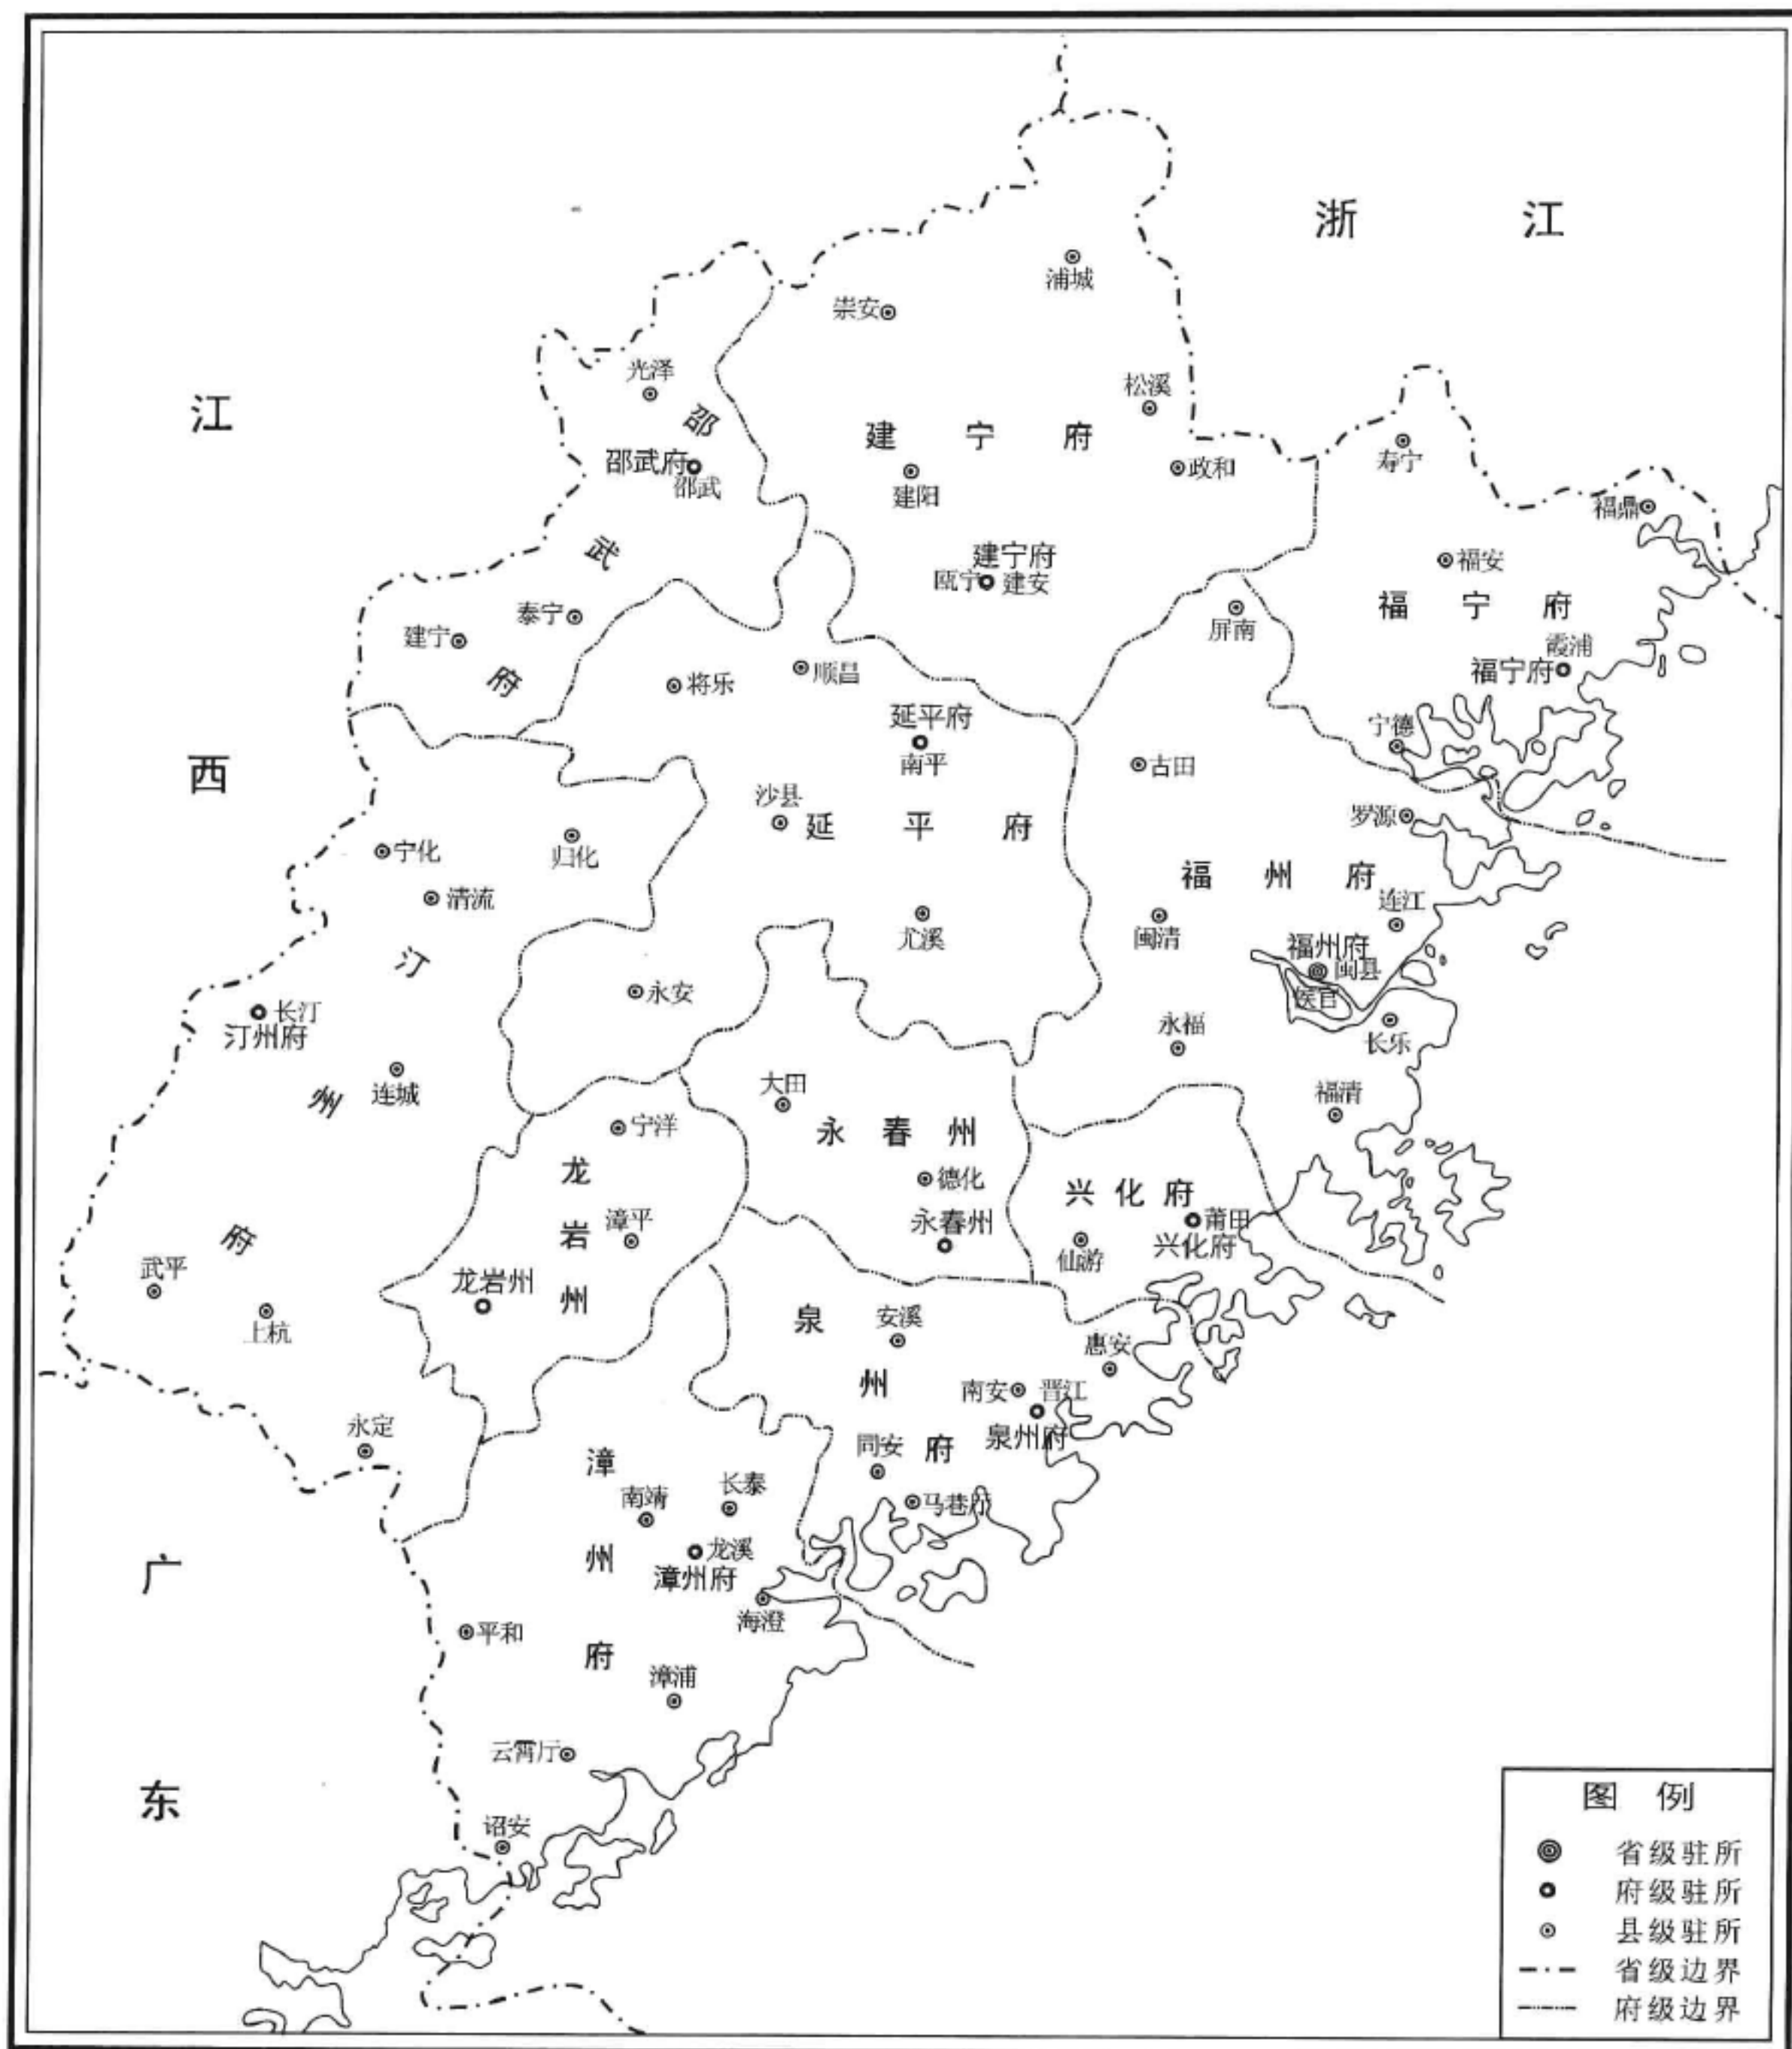 浙 江
江 西
广 东
浦城
崇安
光泽
松溪
邵 武 府
建 宁 府
邵武府
邵武
建阳
政和
寿宁
福鼎
建宁府
瓯宁
建安
福安
福 宁 府
泰宁
建宁
屏南
霞浦
福宁府
将乐
顺昌
延平府
南平
宁德
古田
沙县
延 平 府
罗源
宁化
归化
福 州 府
清流
尤溪
闽清
连江
福州府
闽县
侯官
汀 州 府
永安
长汀
汀州府
永福
长乐
连城
大田
福清
宁洋
永 春 州
龙 岩 州
德化
兴 化 府
漳平
永春州
莆田
兴化府
仙游
武平
上杭
龙岩州
泉 州 府
安溪
惠安
南安
晋江
泉州府
永定
同安
漳 州 府
南靖
长泰
马巷厅
龙溪
漳州府
海澄
平和
漳浦
云霄厅
诏安
图 例
省级驻所
府级驻所
县级驻所
省级边界
府级边界